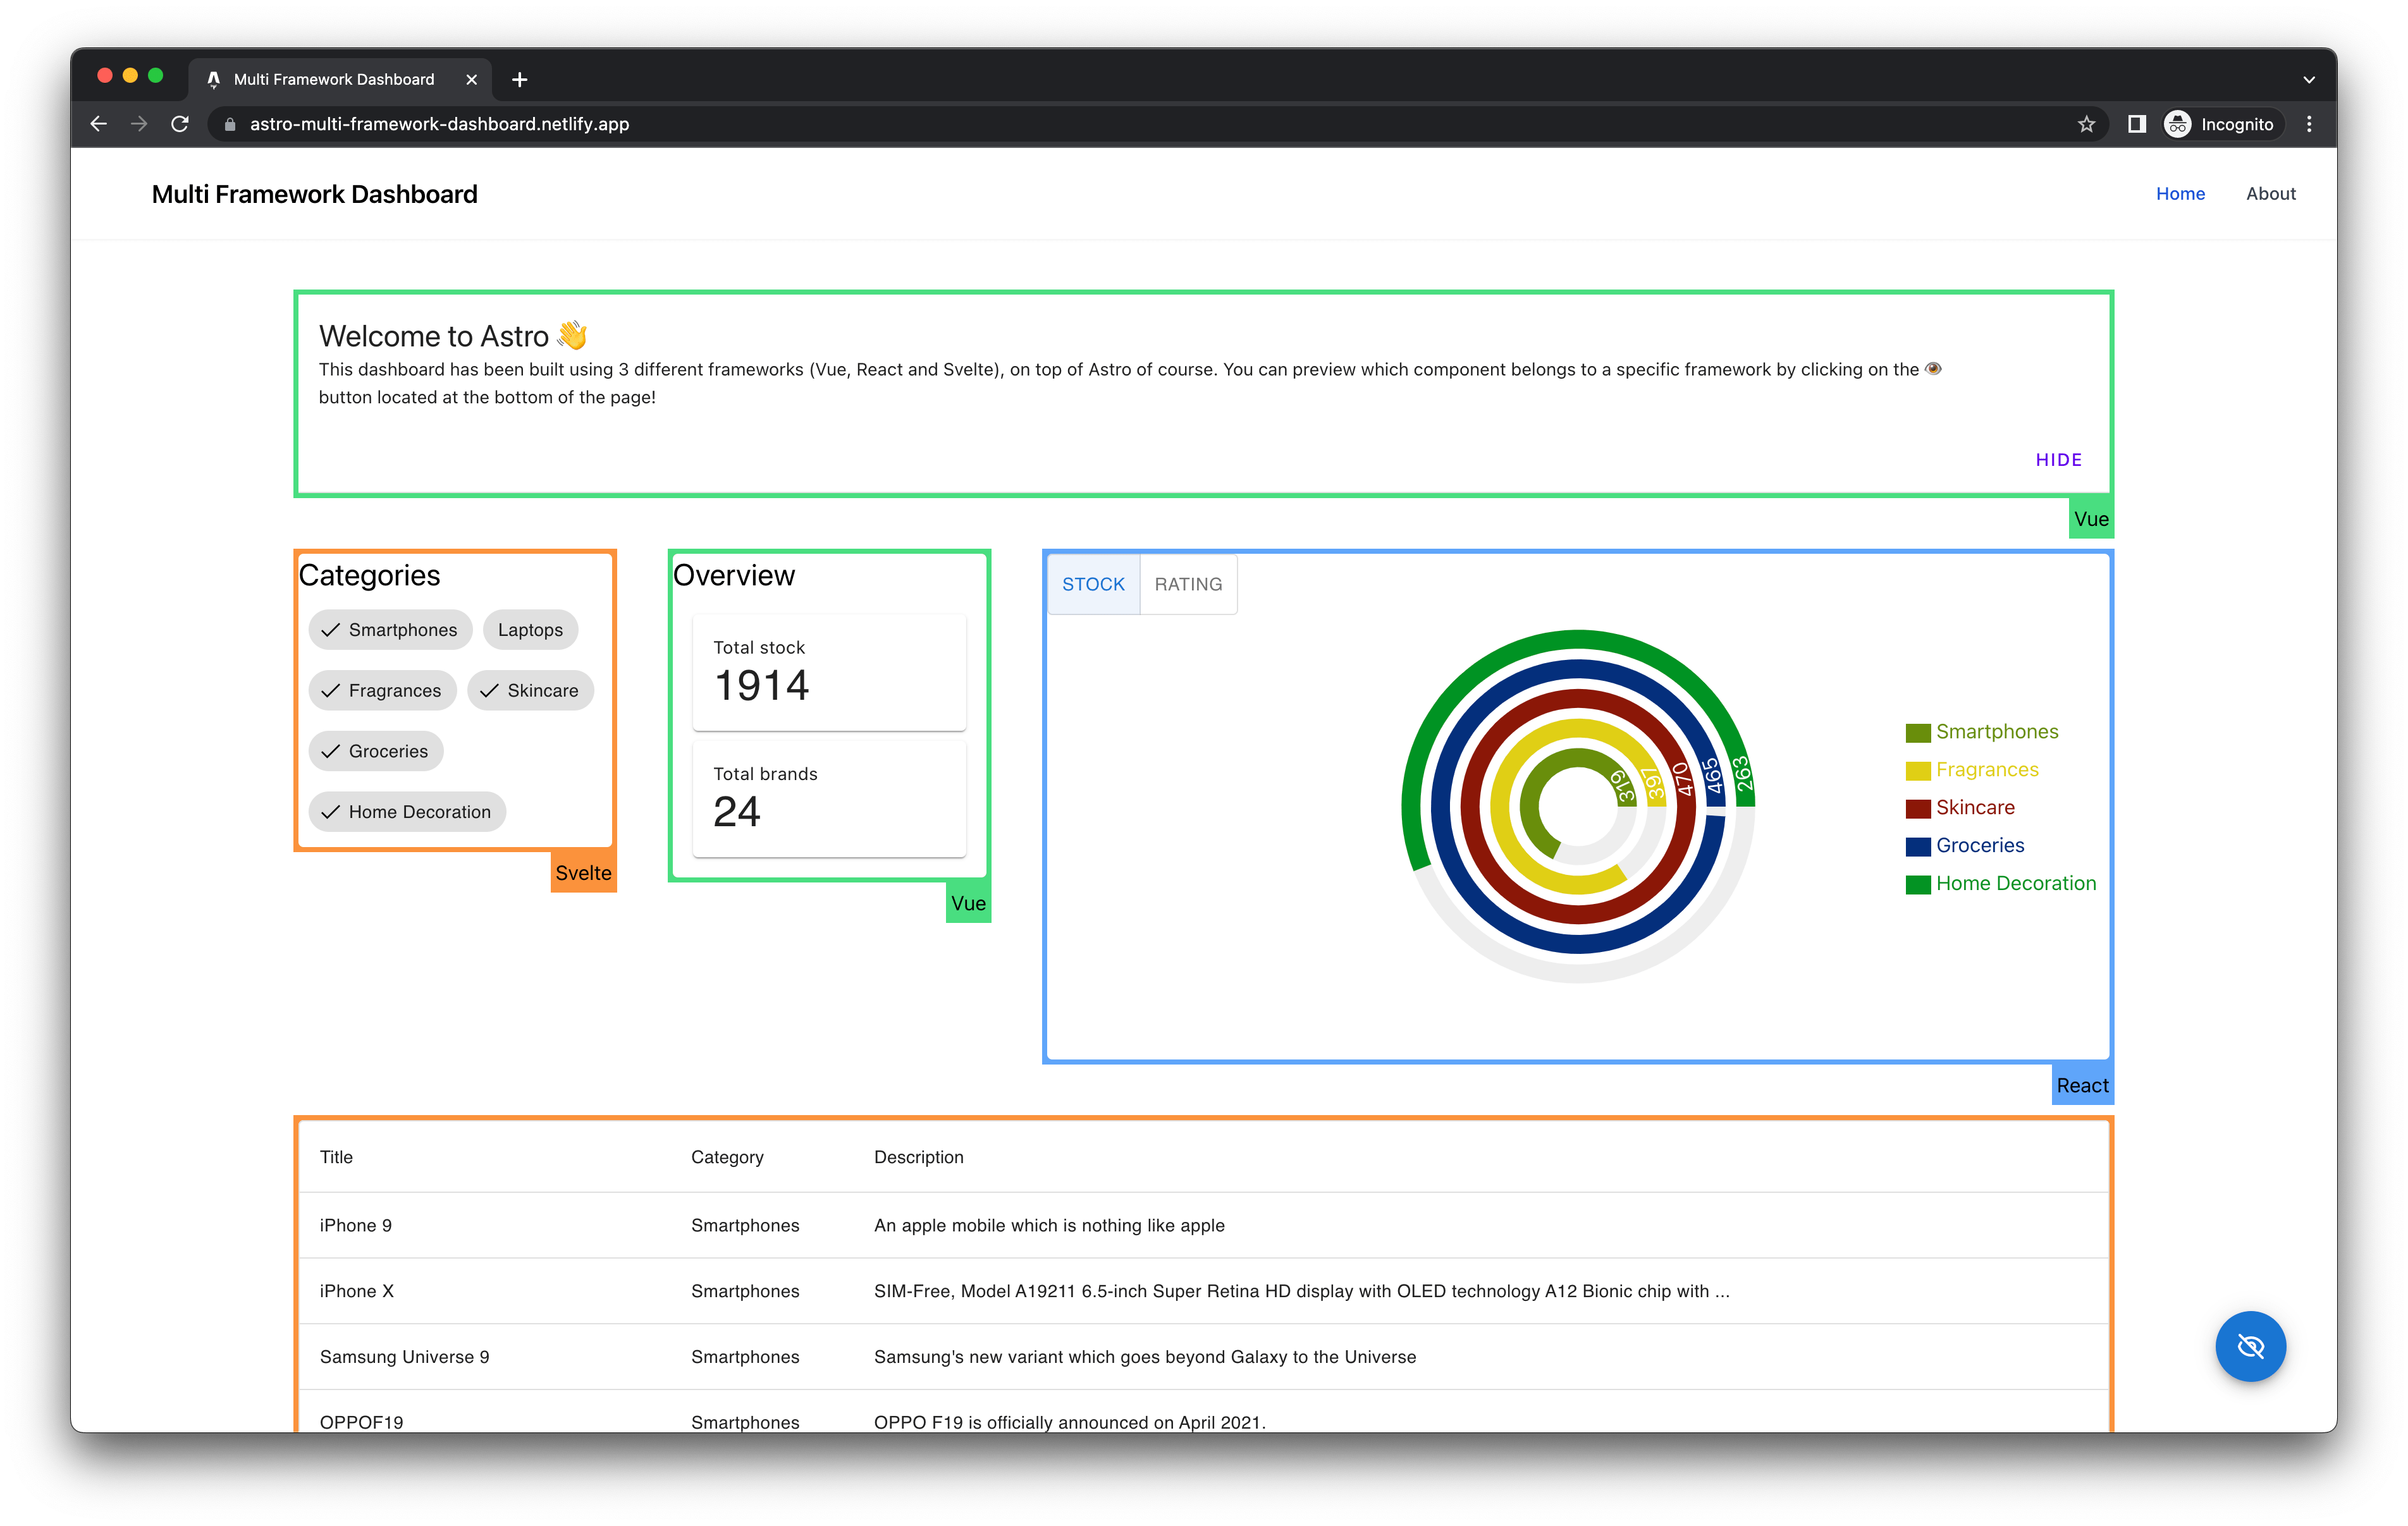 Multi Framework Dashboard
astro-multi-framework-dashboard.netlify.app
Incognito
Multi Framework Dashboard
Home
About
Welcome to Astro 👋
This dashboard has been built using 3 different frameworks (Vue, React and Svelte), on top of Astro of course. You can preview which component belongs to a specific framework by clicking on the 👁
button located at the bottom of the page!
HIDE
Vue
Categories
Smartphones
Laptops
Fragrances
Skincare
Groceries
Home Decoration
Svelte
Overview
Total stock
1914
Total brands
24
Vue
STOCK
RATING
319
397
470
465
263
Smartphones
Fragrances
Skincare
Groceries
Home Decoration
React
Title Category Description
iPhone 9 Smartphones An apple mobile which is nothing like apple
iPhone X Smartphones SIM-Free, Model A19211 6.5-inch Super Retina HD display with OLED technology A12 Bionic chip with ...
Samsung Universe 9 Smartphones Samsung's new variant which goes beyond Galaxy to the Universe
OPPOF19 Smartphones OPPO F19 is officially announced on April 2021.